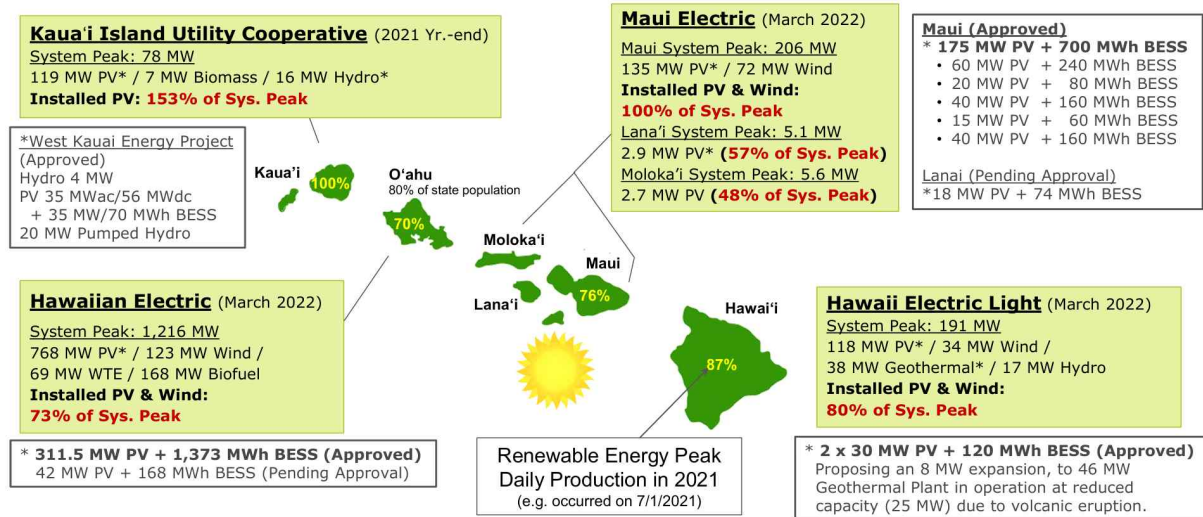 Kauaʻi Island Utility Cooperative (2021 Yr.-end)
System Peak: 78 MW
119 MW PV* / 7 MW Biomass / 16 MW Hydro*
Installed PV: 153% of Sys. Peak
*West Kauai Energy Project
(Approved)
Hydro 4 MW
PV 35 MWac/56 MWdc
+ 35 MW/70 MWh BESS
20 MW Pumped Hydro
Maui Electric (March 2022)
Maui System Peak: 206 MW
135 MW PV* / 72 MW Wind
Installed PV & Wind:
100% of Sys. Peak
Lanaʻi System Peak: 5.1 MW
2.9 MW PV* (57% of Sys. Peak)
Molokaʻi System Peak: 5.6 MW
2.7 MW PV (48% of Sys. Peak)
Maui (Approved)
* 175 MW PV + 700 MWh BESS
• 60 MW PV + 240 MWh BESS
• 20 MW PV + 80 MWh BESS
• 40 MW PV + 160 MWh BESS
• 15 MW PV + 60 MWh BESS
• 40 MW PV + 160 MWh BESS
Lanai (Pending Approval)
*18 MW PV + 74 MWh BESS
Kauaʻi
100%
Oʻahu
80% of state population
70%
Molokaʻi
Lanaʻi
Maui
76%
Hawaiʻi
87%
Hawaiian Electric (March 2022)
System Peak: 1,216 MW
768 MW PV* / 123 MW Wind /
69 MW WTE / 168 MW Biofuel
Installed PV & Wind:
73% of Sys. Peak
* 311.5 MW PV + 1,373 MWh BESS (Approved)
42 MW PV + 168 MWh BESS (Pending Approval)
Renewable Energy Peak
Daily Production in 2021
(e.g. occurred on 7/1/2021)
Hawaii Electric Light (March 2022)
System Peak: 191 MW
118 MW PV* / 34 MW Wind /
38 MW Geothermal* / 17 MW Hydro
Installed PV & Wind:
80% of Sys. Peak
* 2 x 30 MW PV + 120 MWh BESS (Approved)
Proposing an 8 MW expansion, to 46 MW
Geothermal Plant in operation at reduced
capacity (25 MW) due to volcanic eruption.